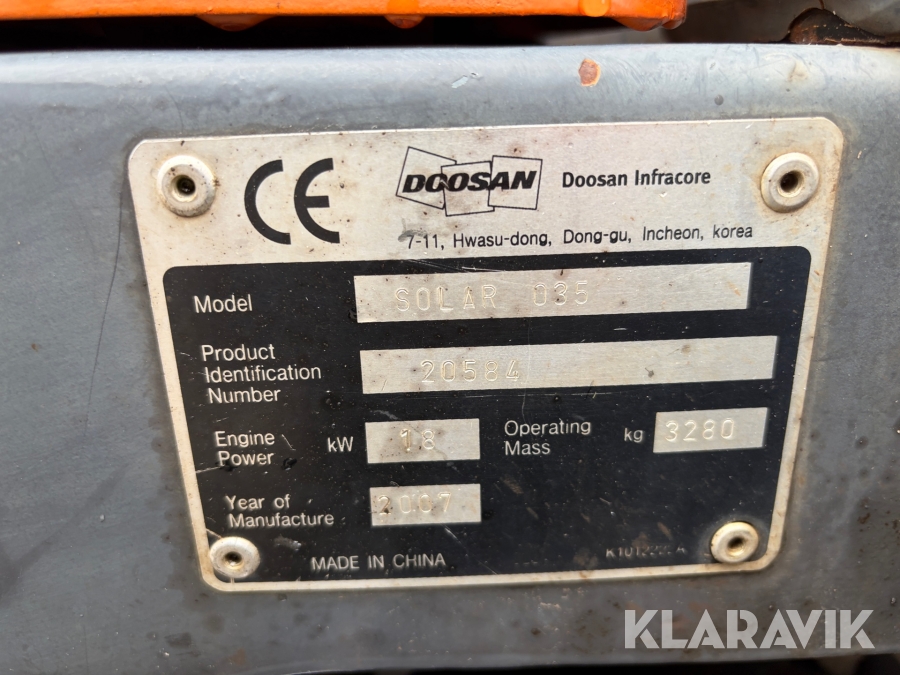 CE
DOOSAN Doosan Infracore
7-11, Hwasu-dong, Dong-gu, Incheon, korea
Model SOLAR 035
Product
Identification
Number
20584
Engine
Power
kW 18
Operating
Mass
kg 3280
Year of
Manufacture
2007
MADE IN CHINA
KLARAVIK